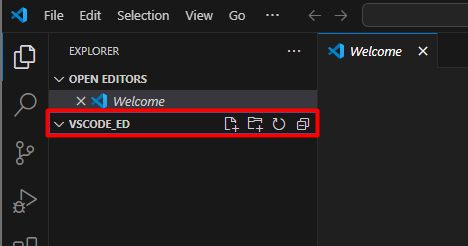 File Edit Selection View Go ···
EXPLORER ···
Welcome
OPEN EDITORS
Welcome
VSCODE_ED